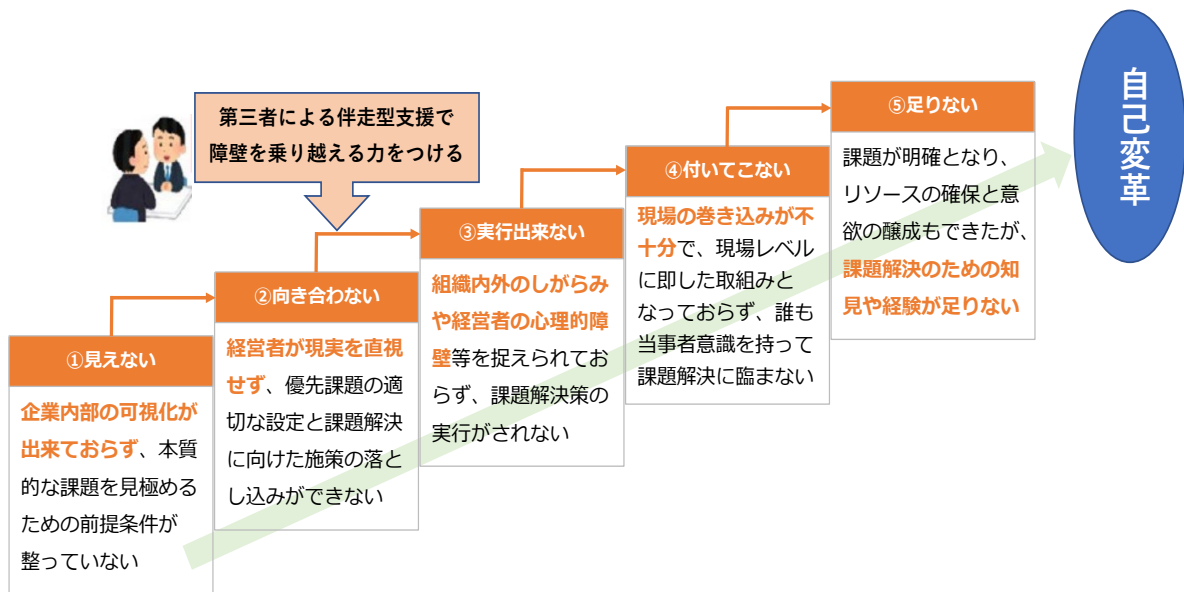 第三者による伴走型支援で
障壁を乗り越える力をつける
①見えない
企業内部の可視化が
出来ておらず、本質
的な課題を見極める
ための前提条件が
整っていない
②向き合わない
経営者が現実を直視
せず、優先課題の適
切な設定と課題解決
に向けた施策の落と
し込みができない
③実行出来ない
組織内外のしがらみ
や経営者の心理的障
壁等を捉えられてお
らず、課題解決策の
実行がされない
④付いてこない
現場の巻き込みが不
十分で、現場レベル
に即した取組みと
なっておらず、誰も
当事者意識を持って
課題解決に臨まない
⑤足りない
課題が明確となり、
リソースの確保と意
欲の醸成もできたが、
課題解決のための知
見や経験が足りない
自己変革